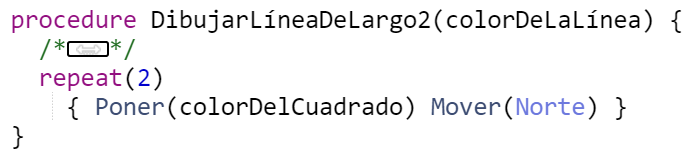 procedure DibujarLíneaDeLargo2(colorDeLaLínea) {
/* */
repeat(2)
{ Poner(colorDelCuadrado) Mover(Norte) }
}